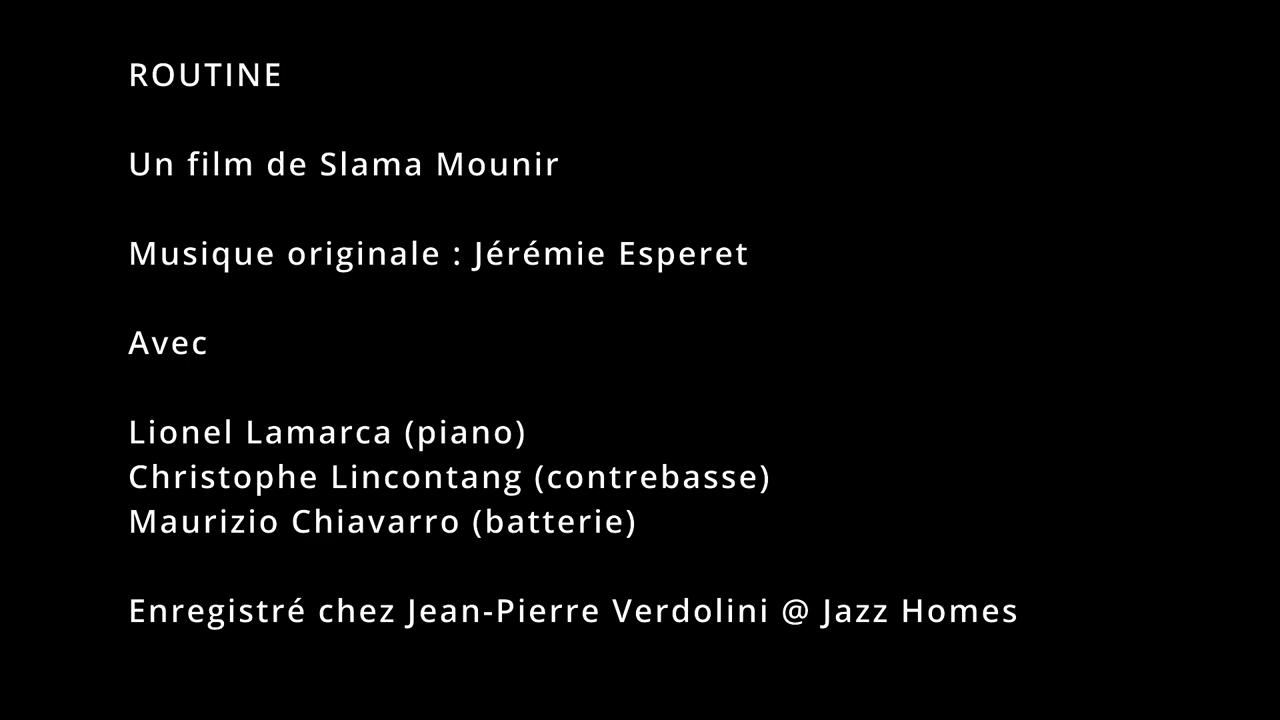 ROUTINE
Un film de Slama Mounir
Musique originale : Jérémie Esperet
Avec
Lionel Lamarca (piano)
Christophe Lincontang (contrebasse)
Maurizio Chiavarro (batterie)
Enregistré chez Jean-Pierre Verdolini @ Jazz Homes